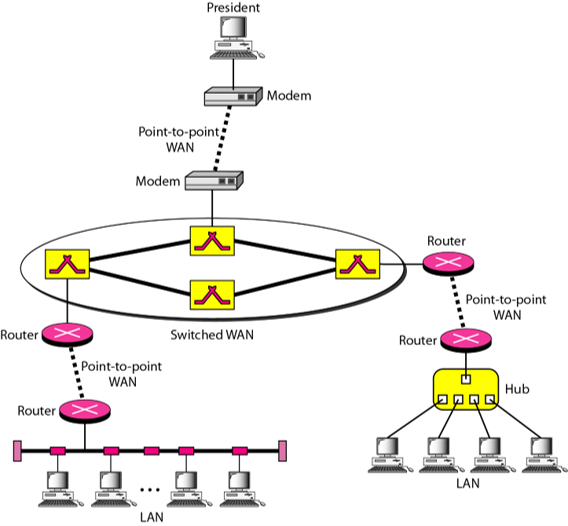 President
Modem
Point-to-point
WAN
Modem
Router
Point-to-point
WAN
Switched WAN
Router
Router
Point-to-point
WAN
Hub
Router
LAN
...
LAN